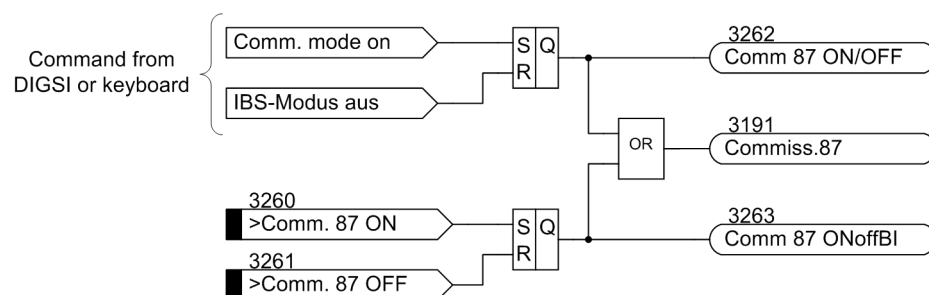 Command from
DIGSI or keyboard
Comm. mode on
IBS-Modus aus
S Q
R
3262
Comm 87 ON/OFF
OR
3191
Commiss.87
3260
>Comm. 87 ON
3261
>Comm. 87 OFF
S Q
R
3263
Comm 87 ONoffBI